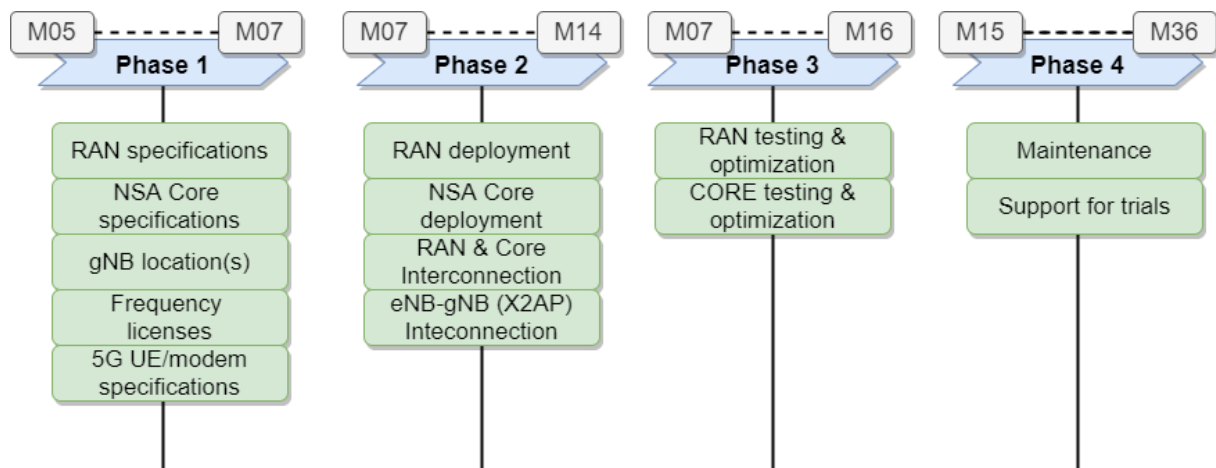 M05 M07 M07 M14 M07 M16 M15 M36
Phase 1 Phase 2 Phase 3 Phase 4
RAN specifications
NSA Core
specifications
gNB location(s)
Frequency
licenses
5G UE/modem
specifications
RAN deployment
NSA Core
deployment
RAN & Core
Interconnection
eNB-gNB (X2AP)
Inteconnection
RAN testing &
optimization
CORE testing &
optimization
Maintenance
Support for trials